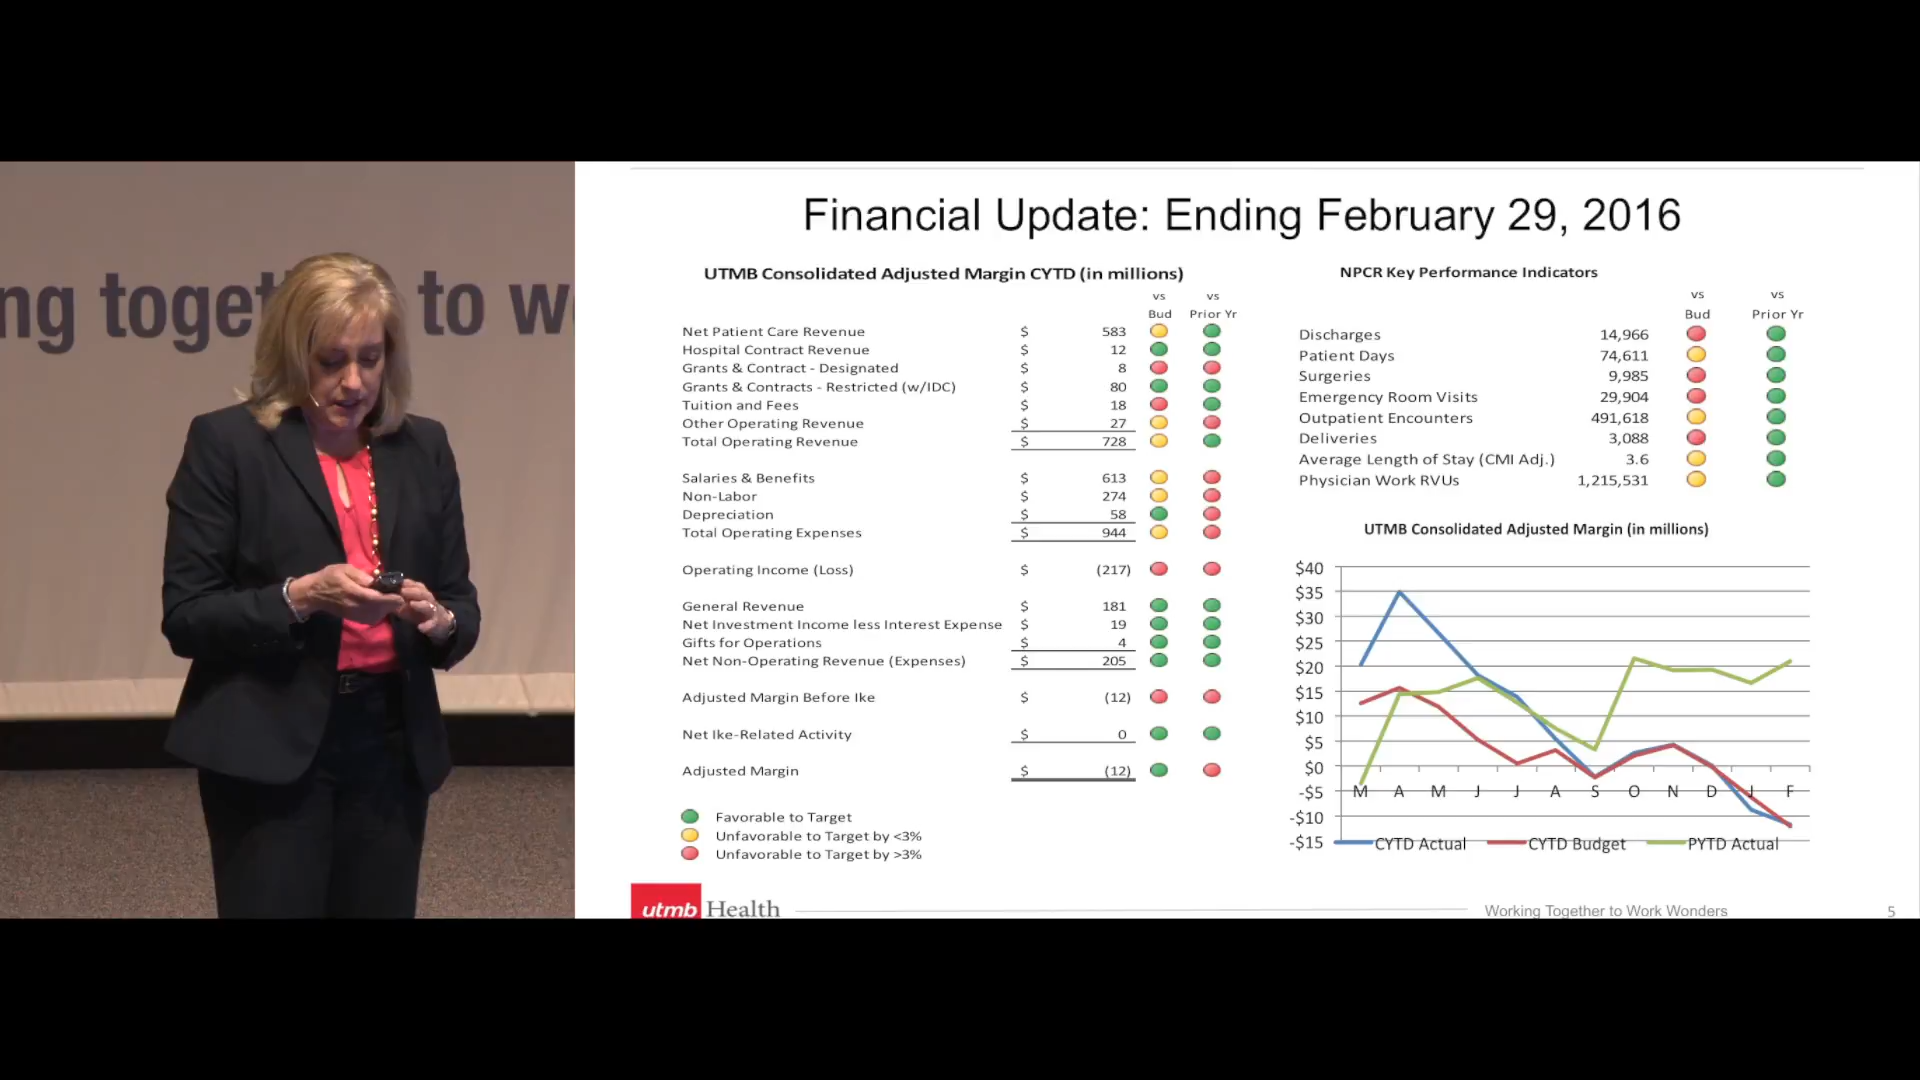 ng together to w
Financial Update: Ending February 29, 2016
UTMB Consolidated Adjusted Margin CYTD (in millions)
vs Bud
vs Prior Yr
Net Patient Care Revenue $ 583
Hospital Contract Revenue $ 12
Grants & Contract - Designated $ 8
Grants & Contracts - Restricted (w/IDC) $ 80
Tuition and Fees $ 18
Other Operating Revenue $ 27
Total Operating Revenue $ 728
Salaries & Benefits $ 613
Non-Labor $ 274
Depreciation $ 58
Total Operating Expenses $ 944
Operating Income (Loss) $ (217)
General Revenue $ 181
Net Investment Income less Interest Expense $ 19
Gifts for Operations $ 4
Net Non-Operating Revenue (Expenses) $ 205
Adjusted Margin Before Ike $ (12)
Net Ike-Related Activity $ 0
Adjusted Margin $ (12)
Favorable to Target
Unfavorable to Target by <3%
Unfavorable to Target by >3%
NPCR Key Performance Indicators
vs Bud
vs Prior Yr
Discharges 14,966
Patient Days 74,611
Surgeries 9,985
Emergency Room Visits 29,904
Outpatient Encounters 491,618
Deliveries 3,088
Average Length of Stay (CMI Adj.) 3.6
Physician Work RVUs 1,215,531
UTMB Consolidated Adjusted Margin (in millions)
$40
$35
$30
$25
$20
$15
$10
$5
$0
-$5
-$10
-$15
M A M J J A S O N D J F
CYTD Actual CYTD Budget PYTD Actual
utmb Health
Working Together to Work Wonders
5